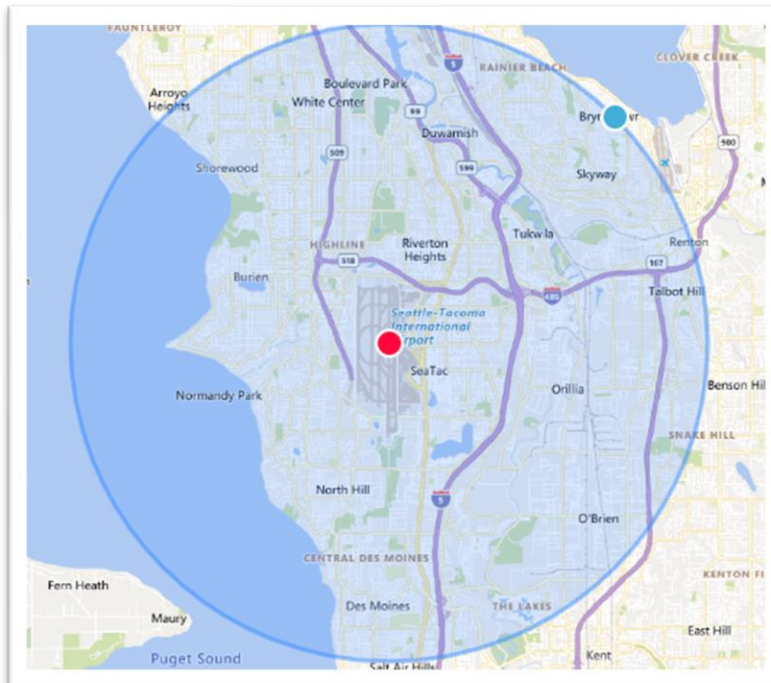 FAUNTLEROY
5
RAINIER BEACH
CLOVER CREEK
Arroyo
Heights
Boulevard Park
White Center
99
Duwamish
509
599
900
Shorewood
Skyway
Tukwila
HIGHLINE
Riverton
Heights
518
Renton
167
Burien
405
Talbot Hill
Seattle-Tacoma
International
SeaTac
Normandy Park
Orillia
Benson Hil
SNAKE HILL
North Hill
5
O'Brien
CENTRAL DES MOINES
KENTON FI
Fern Heath
Des Moines
THE LAKES
Maury
East Hill
Puget Sound
Salt Air Hills
Kent